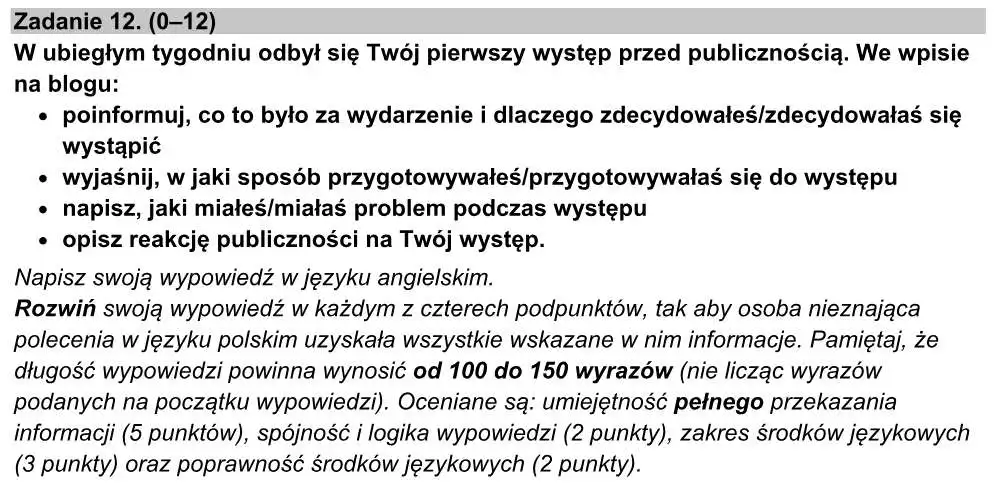 Zadanie 12. (0–12)
W ubiegłym tygodniu odbył się Twój pierwszy występ przed publicznością. We wpisie
na blogu:
• poinformuj, co to było za wydarzenie i dlaczego zdecydowałeś/zdecydowałaś się
wystąpić
• wyjaśnij, w jaki sposób przygotowywałeś/przygotowywałaś się do występu
• napisz, jaki miałeś/miałaś problem podczas występu
• opisz reakcję publiczności na Twój występ.
Napisz swoją wypowiedź w języku angielskim.
Rozwiń swoją wypowiedź w każdym z czterech podpunktów, tak aby osoba nieznająca
polecenia w języku polskim uzyskała wszystkie wskazane w nim informacje. Pamiętaj, że
długość wypowiedzi powinna wynosić od 100 do 150 wyrazów (nie licząc wyrazów
podanych na początku wypowiedzi). Oceniane są: umiejętność pełnego przekazania
informacji (5 punktów), spójność i logika wypowiedzi (2 punkty), zakres środków językowych
(3 punkty) oraz poprawność środków językowych (2 punkty).